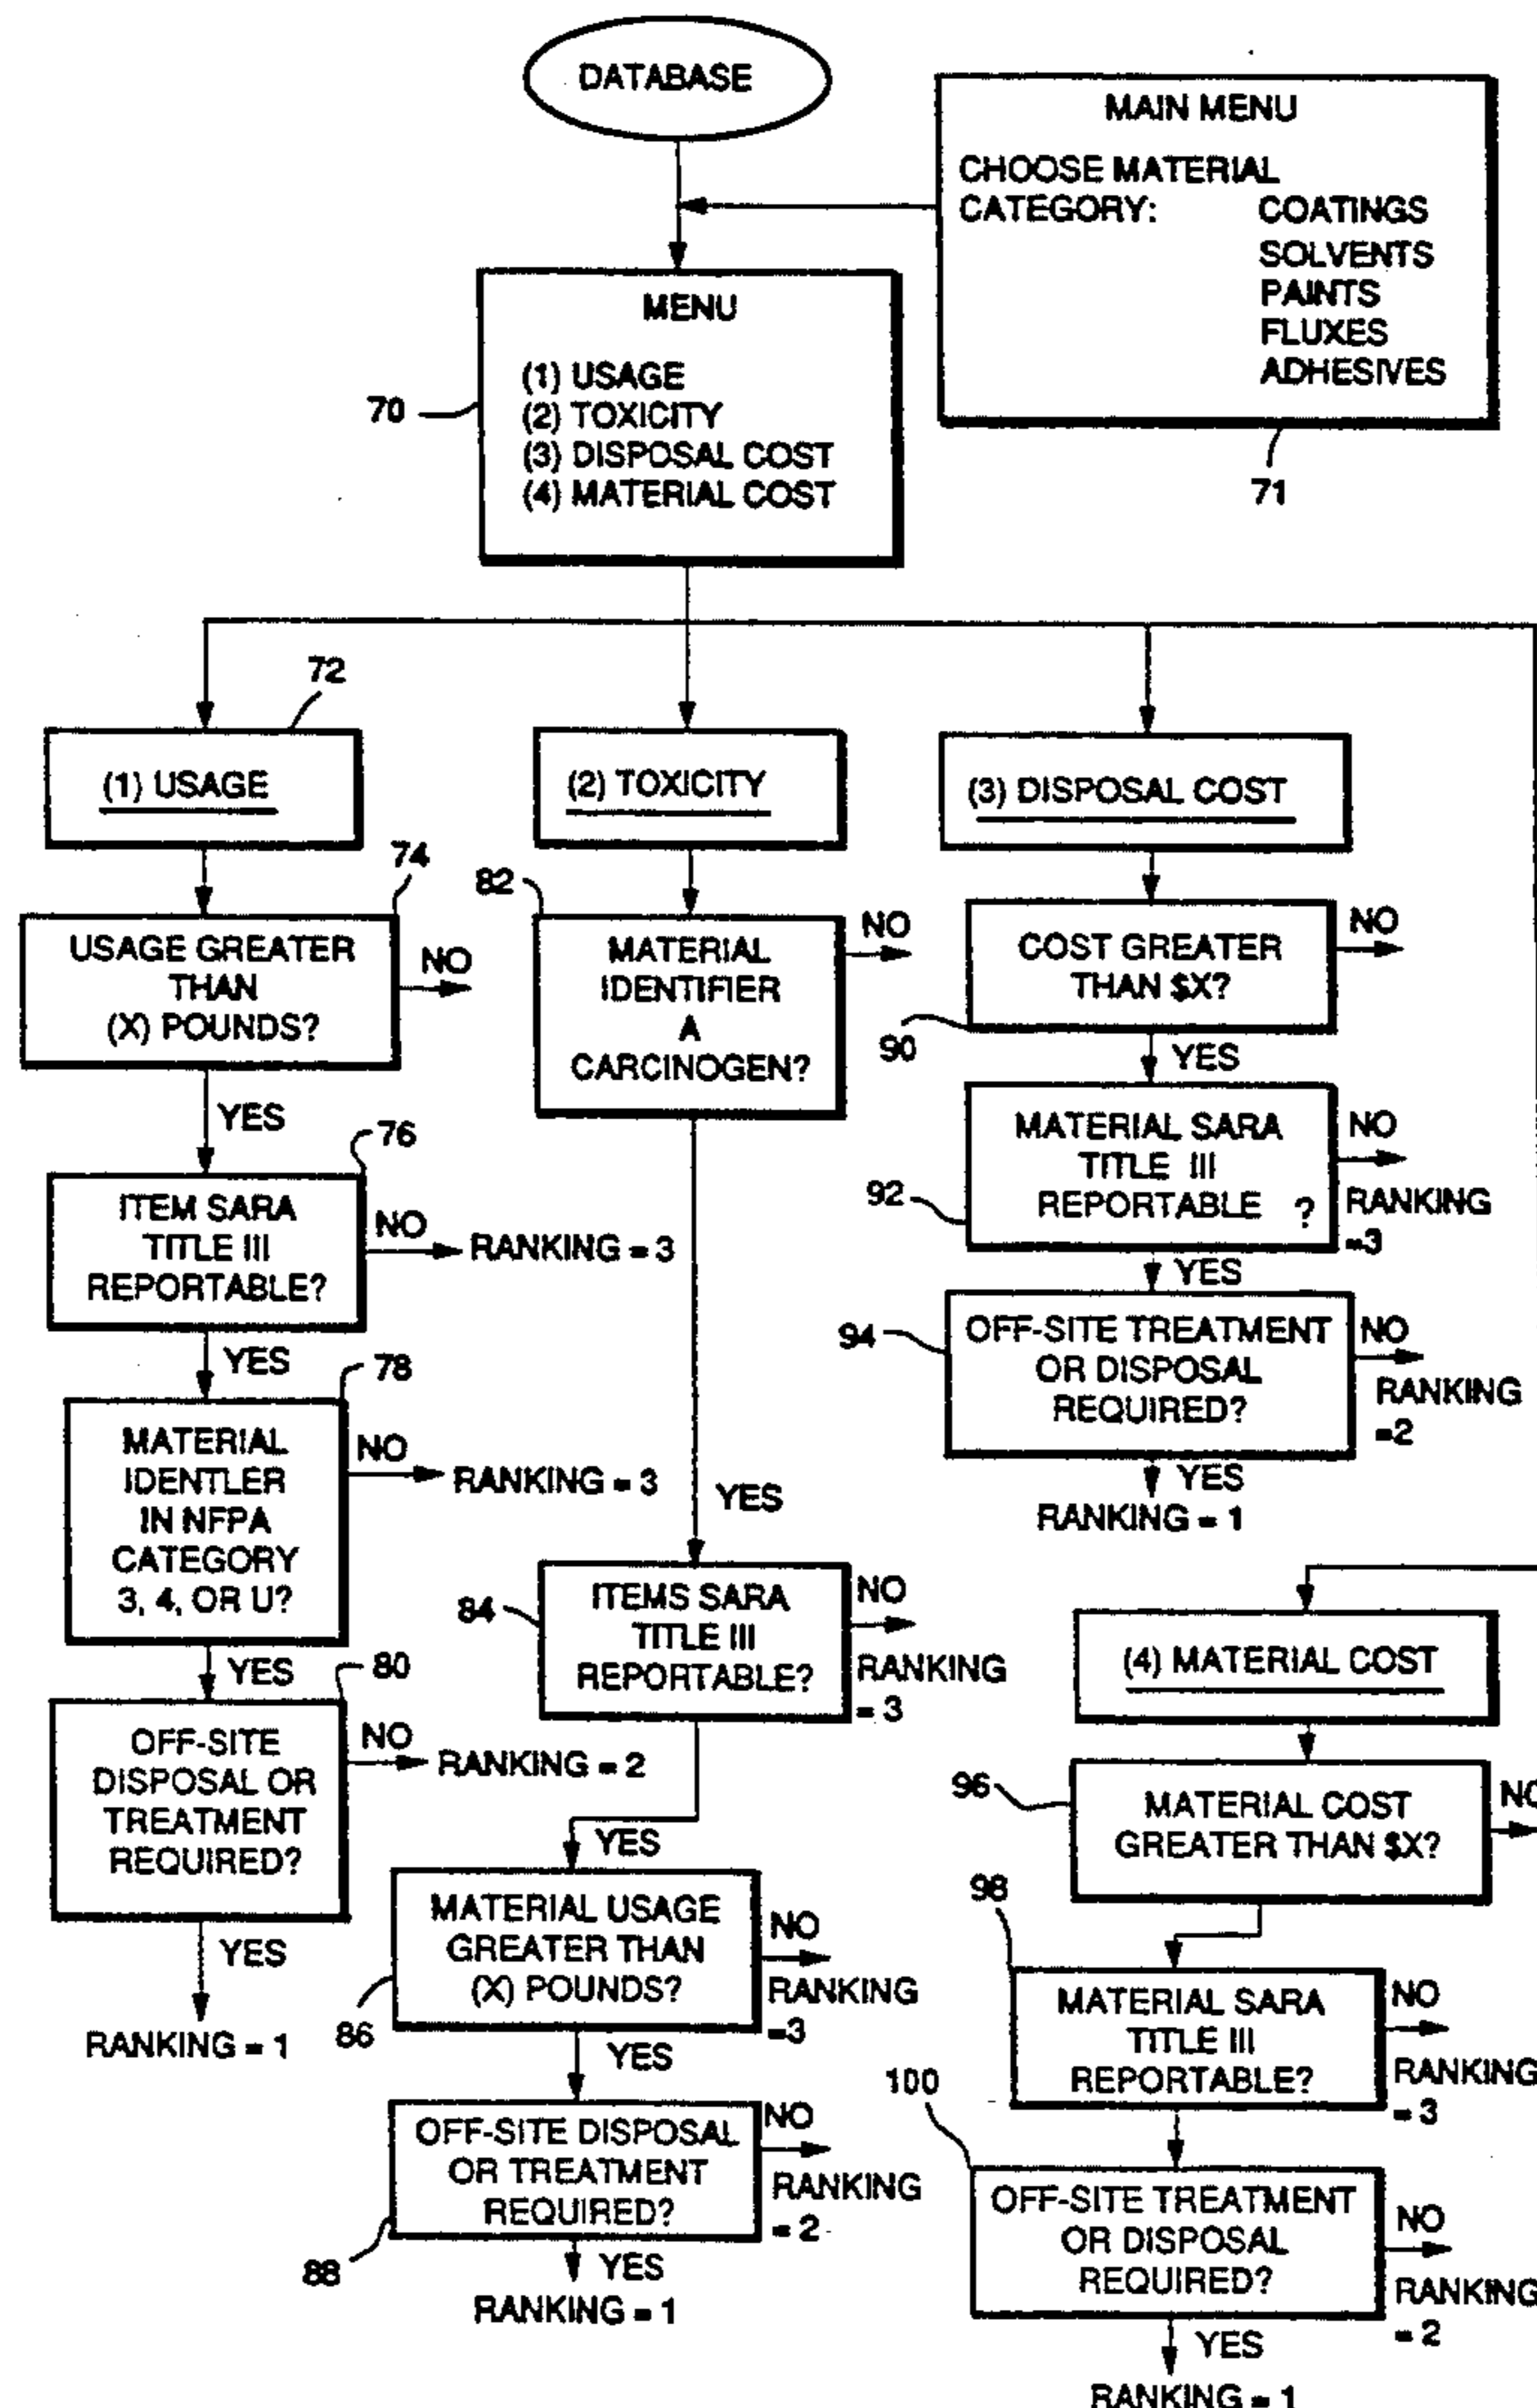 DATABASE
MAIN MENU
CHOOSE MATERIAL
CATEGORY: COATINGS
SOLVENTS
PAINTS
FLUXES
ADHESIVES
71
MENU
(1) USAGE
(2) TOXICITY
(3) DISPOSAL COST
(4) MATERIAL COST
70
72
(1) USAGE
74
USAGE GREATER
THAN
(X) POUNDS?
NO
YES
76
ITEM SARA
TITLE III
REPORTABLE?
NO
RANKING = 3
YES
78
MATERIAL
IDENTLER
IN NFPA
CATEGORY
3, 4, OR U?
NO
RANKING = 3
YES
80
OFF-SITE
DISPOSAL OR
TREATMENT
REQUIRED?
NO
RANKING = 2
YES
RANKING = 1
(2) TOXICITY
82
MATERIAL
IDENTIFIER
A
CARCINOGEN?
NO
YES
84
ITEMS SARA
TITLE III
REPORTABLE?
NO
RANKING
= 3
YES
MATERIAL USAGE
GREATER THAN
(X) POUNDS?
86
NO
RANKING
=3
YES
OFF-SITE DISPOSAL
OR TREATMENT
REQUIRED?
88
NO
RANKING
= 2
YES
RANKING = 1
(3) DISPOSAL COST
COST GREATER
THAN $X?
90
NO
YES
MATERIAL SARA
TITLE III
REPORTABLE ?
92
NO
RANKING
=3
YES
94
OFF-SITE TREATMENT
OR DISPOSAL
REQUIRED?
NO
RANKING
=2
YES
RANKING = 1
(4) MATERIAL COST
96
MATERIAL COST
GREATER THAN $X?
NO
98
MATERIAL SARA
TITLE III
REPORTABLE?
NO
RANKING
= 3
100
OFF-SITE TREATMENT
OR DISPOSAL
REQUIRED?
NO
RANKING
= 2
YES
RANKING = 1